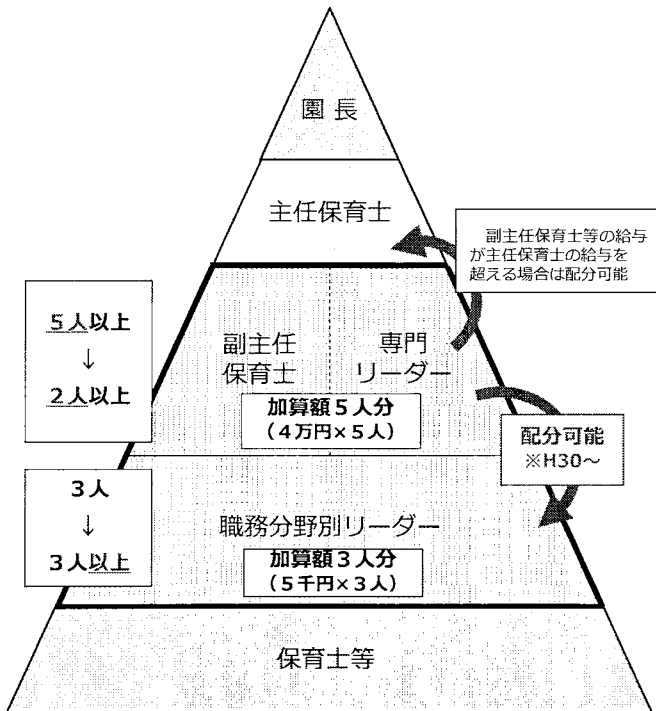 園 長
主任保育士
副主任保育士等の給与
が主任保育士の給与を
超える場合は配分可能
5人以上
↓
2人以上
副主任
保育士
専門
リーダー
加算額5人分
(4万円×5人)
配分可能
※H30～
3人
↓
3人以上
職務分野別リーダー
加算額3人分
(5千円×3人)
保育士等